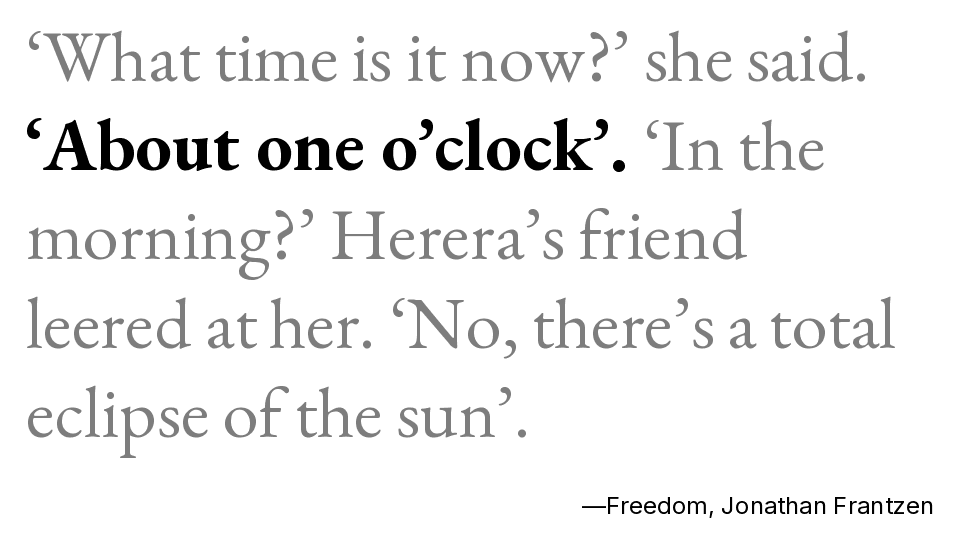 ‘What time is it now?’ she said.
‘About one o’clock’. ‘In the
morning?’ Herera’s friend
leered at her. ‘No, there’s a total
eclipse of the sun’.
—Freedom, Jonathan Frantzen